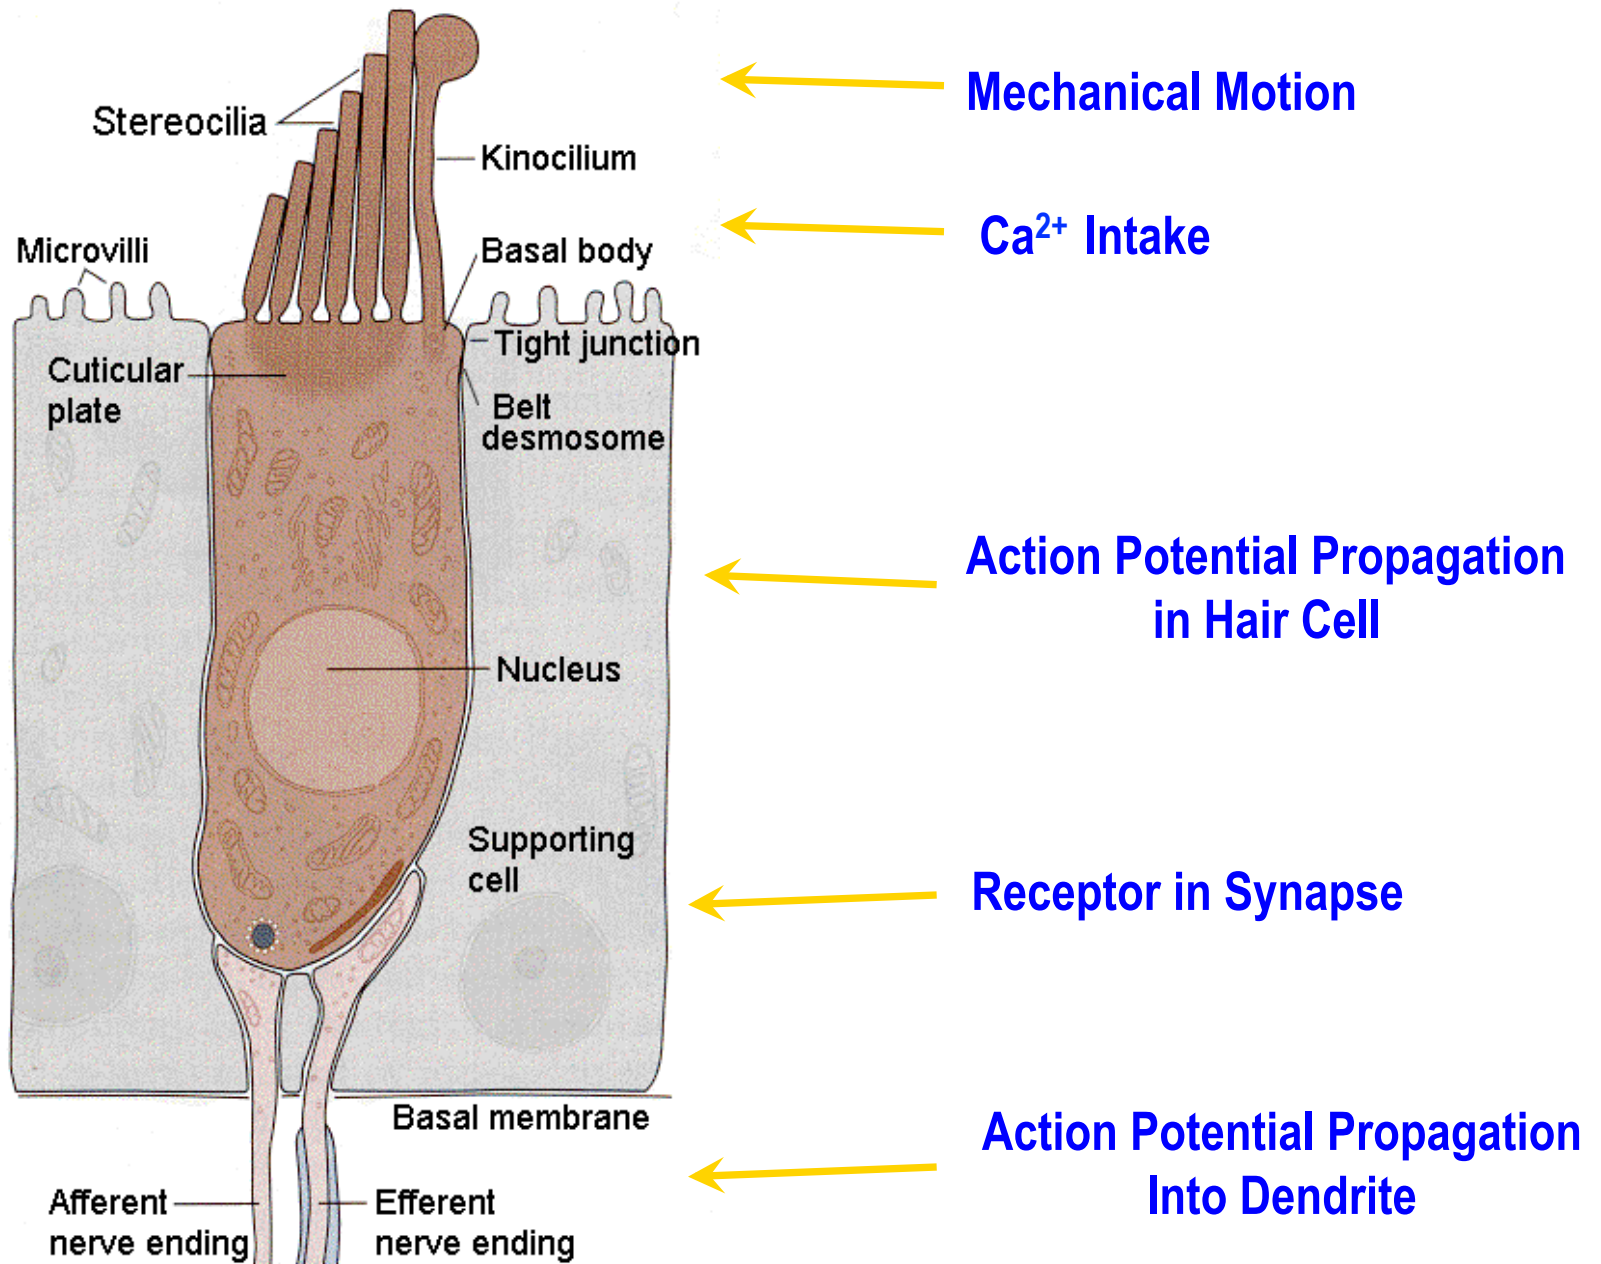 Stereocilia
Kinocilium
Microvilli
Basal body
Tight junction
Cuticular
plate
Belt
desmosome
Nucleus
Supporting
cell
Basal membrane
Afferent
nerve ending
Efferent
nerve ending
Mechanical Motion
Ca²⁺ Intake
Action Potential Propagation
in Hair Cell
Receptor in Synapse
Action Potential Propagation
Into Dendrite